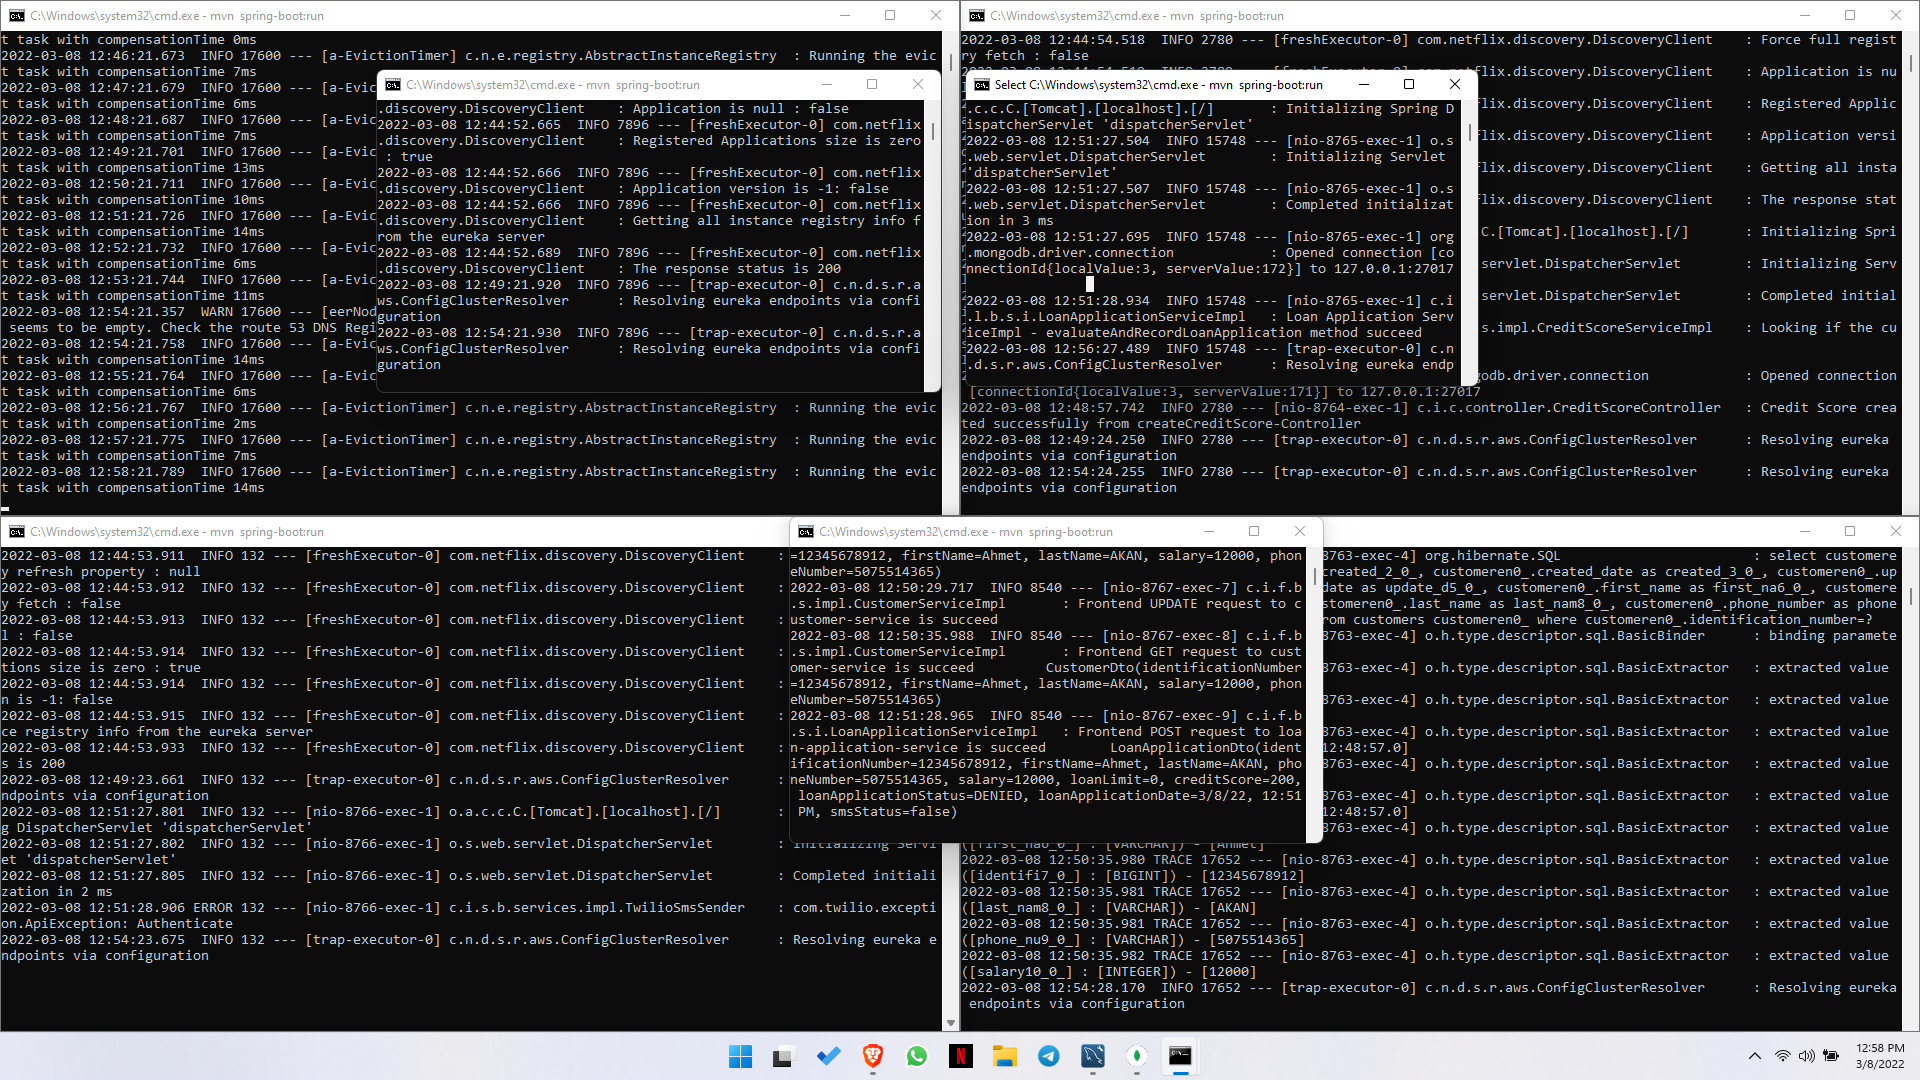 C:\Windows\system32\cmd.exe - mvn  spring-boot:run
t task with compensationTime 0ms
2022-03-08 12:46:21.673  INFO 17600 --- [a-EvictionTimer] c.n.e.registry.AbstractInstanceRegistry  : Running the evic
t task with compensationTime 7ms
2022-03-08 12:47:21.679  INFO 17600 --- [a-Evic
t task with compensationTime 6ms
2022-03-08 12:48:21.687  INFO 17600 --- [a-Evic
t task with compensationTime 7ms
2022-03-08 12:49:21.701  INFO 17600 --- [a-Evic
t task with compensationTime 13ms
2022-03-08 12:50:21.711  INFO 17600 --- [a-Evic
t task with compensationTime 10ms
2022-03-08 12:51:21.726  INFO 17600 --- [a-Evic
t task with compensationTime 14ms
2022-03-08 12:52:21.732  INFO 17600 --- [a-Evic
t task with compensationTime 6ms
2022-03-08 12:53:21.744  INFO 17600 --- [a-Evic
t task with compensationTime 11ms
2022-03-08 12:54:21.357  WARN 17600 --- [eerNod
 seems to be empty. Check the route 53 DNS Regi
2022-03-08 12:54:21.758  INFO 17600 --- [a-Evic
t task with compensationTime 14ms
2022-03-08 12:55:21.764  INFO 17600 --- [a-Evic
t task with compensationTime 6ms
2022-03-08 12:56:21.767  INFO 17600 --- [a-EvictionTimer] c.n.e.registry.AbstractInstanceRegistry  : Running the evic
t task with compensationTime 2ms
2022-03-08 12:57:21.775  INFO 17600 --- [a-EvictionTimer] c.n.e.registry.AbstractInstanceRegistry  : Running the evic
t task with compensationTime 7ms
2022-03-08 12:58:21.789  INFO 17600 --- [a-EvictionTimer] c.n.e.registry.AbstractInstanceRegistry  : Running the evic
t task with compensationTime 14ms
C:\Windows\system32\cmd.exe - mvn  spring-boot:run
.discovery.DiscoveryClient    : Application is null : false
2022-03-08 12:44:52.665  INFO 7896 --- [freshExecutor-0] com.netflix
.discovery.DiscoveryClient    : Registered Applications size is zero
 : true
2022-03-08 12:44:52.666  INFO 7896 --- [freshExecutor-0] com.netflix
.discovery.DiscoveryClient    : Application version is -1: false
2022-03-08 12:44:52.666  INFO 7896 --- [freshExecutor-0] com.netflix
.discovery.DiscoveryClient    : Getting all instance registry info f
rom the eureka server
2022-03-08 12:44:52.689  INFO 7896 --- [freshExecutor-0] com.netflix
.discovery.DiscoveryClient    : The response status is 200
2022-03-08 12:49:21.920  INFO 7896 --- [trap-executor-0] c.n.d.s.r.a
ws.ConfigClusterResolver      : Resolving eureka endpoints via confi
guration
2022-03-08 12:54:21.930  INFO 7896 --- [trap-executor-0] c.n.d.s.r.a
ws.ConfigClusterResolver      : Resolving eureka endpoints via confi
guration
C:\Windows\system32\cmd.exe - mvn  spring-boot:run
2022-03-08 12:44:54.518  INFO 2780 --- [freshExecutor-0] com.netflix.discovery.DiscoveryClient    : Force full regist
ry fetch : false
flix.discovery.DiscoveryClient    : Application is nu
flix.discovery.DiscoveryClient    : Registered Applic
flix.discovery.DiscoveryClient    : Application versi
flix.discovery.DiscoveryClient    : Getting all insta
flix.discovery.DiscoveryClient    : The response stat
C.[Tomcat].[localhost].[/]       : Initializing Spri
servlet.DispatcherServlet        : Initializing Serv
servlet.DispatcherServlet        : Completed initial
s.impl.CreditScoreServiceImpl    : Looking if the cu
godb.driver.connection            : Opened connection
 [connectionId{localValue:3, serverValue:171}] to 127.0.0.1:27017
2022-03-08 12:48:57.742  INFO 2780 --- [nio-8764-exec-1] c.i.c.controller.CreditScoreController   : Credit Score crea
ted successfully from createCreditScore-Controller
2022-03-08 12:49:24.250  INFO 2780 --- [trap-executor-0] c.n.d.s.r.aws.ConfigClusterResolver      : Resolving eureka
endpoints via configuration
2022-03-08 12:54:24.255  INFO 2780 --- [trap-executor-0] c.n.d.s.r.aws.ConfigClusterResolver      : Resolving eureka
endpoints via configuration
Select C:\Windows\system32\cmd.exe - mvn  spring-boot:run
.c.c.C.[Tomcat].[localhost].[/]       : Initializing Spring D
ispatcherServlet 'dispatcherServlet'
2022-03-08 12:51:27.504  INFO 15748 --- [nio-8765-exec-1] o.s
.web.servlet.DispatcherServlet        : Initializing Servlet
'dispatcherServlet'
2022-03-08 12:51:27.507  INFO 15748 --- [nio-8765-exec-1] o.s
.web.servlet.DispatcherServlet        : Completed initializat
ion in 3 ms
2022-03-08 12:51:27.695  INFO 15748 --- [nio-8765-exec-1] org
.mongodb.driver.connection            : Opened connection [co
nnectionId{localValue:3, serverValue:172}] to 127.0.0.1:27017
2022-03-08 12:51:28.934  INFO 15748 --- [nio-8765-exec-1] c.i
.l.b.s.i.LoanApplicationServiceImpl   : Loan Application Serv
iceImpl - evaluateAndRecordLoanApplication method succeed
2022-03-08 12:56:27.489  INFO 15748 --- [trap-executor-0] c.n
.d.s.r.aws.ConfigClusterResolver      : Resolving eureka endp
C:\Windows\system32\cmd.exe - mvn  spring-boot:run
2022-03-08 12:44:53.911  INFO 132 --- [freshExecutor-0] com.netflix.discovery.DiscoveryClient    :
y refresh property : null
2022-03-08 12:44:53.912  INFO 132 --- [freshExecutor-0] com.netflix.discovery.DiscoveryClient    :
y fetch : false
2022-03-08 12:44:53.913  INFO 132 --- [freshExecutor-0] com.netflix.discovery.DiscoveryClient    :
l : false
2022-03-08 12:44:53.914  INFO 132 --- [freshExecutor-0] com.netflix.discovery.DiscoveryClient    :
tions size is zero : true
2022-03-08 12:44:53.914  INFO 132 --- [freshExecutor-0] com.netflix.discovery.DiscoveryClient    :
n is -1: false
2022-03-08 12:44:53.915  INFO 132 --- [freshExecutor-0] com.netflix.discovery.DiscoveryClient    :
ce registry info from the eureka server
2022-03-08 12:44:53.933  INFO 132 --- [freshExecutor-0] com.netflix.discovery.DiscoveryClient    :
s is 200
2022-03-08 12:49:23.661  INFO 132 --- [trap-executor-0] c.n.d.s.r.aws.ConfigClusterResolver      :
ndpoints via configuration
2022-03-08 12:51:27.801  INFO 132 --- [nio-8766-exec-1] o.a.c.c.C.[Tomcat].[localhost].[/]       :
g DispatcherServlet 'dispatcherServlet'
2022-03-08 12:51:27.802  INFO 132 --- [nio-8766-exec-1] o.s.web.servlet.DispatcherServlet        : Initializing Servl
et 'dispatcherServlet'
2022-03-08 12:51:27.805  INFO 132 --- [nio-8766-exec-1] o.s.web.servlet.DispatcherServlet        : Completed initiali
zation in 2 ms
2022-03-08 12:51:28.906 ERROR 132 --- [nio-8766-exec-1] c.i.s.b.services.impl.TwilioSmsSender    : com.twilio.excepti
on.ApiException: Authenticate
2022-03-08 12:54:23.675  INFO 132 --- [trap-executor-0] c.n.d.s.r.aws.ConfigClusterResolver      : Resolving eureka e
ndpoints via configuration
C:\Windows\system32\cmd.exe - mvn  spring-boot:run
=12345678912, firstName=Ahmet, lastName=AKAN, salary=12000, phon
eNumber=5075514365)
2022-03-08 12:50:29.717  INFO 8540 --- [nio-8767-exec-7] c.i.f.b
.s.impl.CustomerServiceImpl       : Frontend UPDATE request to c
ustomer-service is succeed
2022-03-08 12:50:35.988  INFO 8540 --- [nio-8767-exec-8] c.i.f.b
.s.impl.CustomerServiceImpl       : Frontend GET request to cust
omer-service is succeed         CustomerDto(identificationNumber
=12345678912, firstName=Ahmet, lastName=AKAN, salary=12000, phon
eNumber=5075514365)
2022-03-08 12:51:28.965  INFO 8540 --- [nio-8767-exec-9] c.i.f.b
.s.i.LoanApplicationServiceImpl   : Frontend POST request to loa
n-application-service is succeed        LoanApplicationDto(ident
ificationNumber=12345678912, firstName=Ahmet, lastName=AKAN, pho
neNumber=5075514365, salary=12000, loanLimit=0, creditScore=200,
 loanApplicationStatus=DENIED, loanApplicationDate=3/8/22, 12:51
 PM, smsStatus=false)
8763-exec-4] org.hibernate.SQL                        : select customere
created_2_0_, customeren0_.created_date as created_3_0_, customeren0_.up
date as update_d5_0_, customeren0_.first_name as first_na6_0_, customere
stomeren0_.last_name as last_nam8_0_, customeren0_.phone_number as phone
rom customers customeren0_ where customeren0_.identification_number=?
8763-exec-4] o.h.type.descriptor.sql.BasicBinder      : binding paramete
8763-exec-4] o.h.type.descriptor.sql.BasicExtractor   : extracted value
8763-exec-4] o.h.type.descriptor.sql.BasicExtractor   : extracted value
8763-exec-4] o.h.type.descriptor.sql.BasicExtractor   : extracted value
12:48:57.0]
8763-exec-4] o.h.type.descriptor.sql.BasicExtractor   : extracted value
8763-exec-4] o.h.type.descriptor.sql.BasicExtractor   : extracted value
12:48:57.0]
8763-exec-4] o.h.type.descriptor.sql.BasicExtractor   : extracted value
([first_na6_0_] : [VARCHAR]) - [Ahmet]
2022-03-08 12:50:35.980 TRACE 17652 --- [nio-8763-exec-4] o.h.type.descriptor.sql.BasicExtractor   : extracted value
([identifi7_0_] : [BIGINT]) - [12345678912]
2022-03-08 12:50:35.981 TRACE 17652 --- [nio-8763-exec-4] o.h.type.descriptor.sql.BasicExtractor   : extracted value
([last_nam8_0_] : [VARCHAR]) - [AKAN]
2022-03-08 12:50:35.981 TRACE 17652 --- [nio-8763-exec-4] o.h.type.descriptor.sql.BasicExtractor   : extracted value
([phone_nu9_0_] : [VARCHAR]) - [5075514365]
2022-03-08 12:50:35.982 TRACE 17652 --- [nio-8763-exec-4] o.h.type.descriptor.sql.BasicExtractor   : extracted value
([salary10_0_] : [INTEGER]) - [12000]
2022-03-08 12:54:28.170  INFO 17652 --- [trap-executor-0] c.n.d.s.r.aws.ConfigClusterResolver      : Resolving eureka
 endpoints via configuration
12:58 PM
3/8/2022